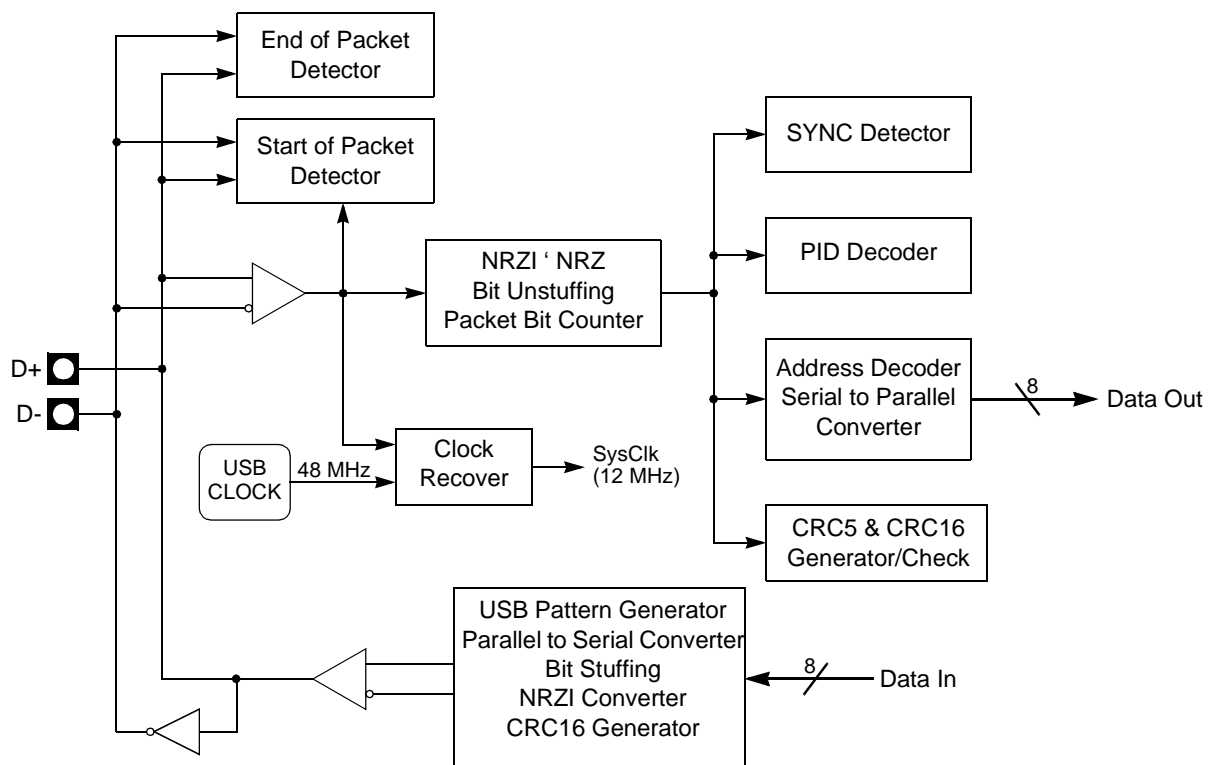 End of Packet
Detector
Start of Packet
Detector
SYNC Detector
PID Decoder
NRZI ‘ NRZ
Bit Unstuffing
Packet Bit Counter
D+
D-
Address Decoder
Serial to Parallel
Converter
8
Data Out
USB
CLOCK
48 MHz
Clock
Recover
SysClk
(12 MHz)
CRC5 & CRC16
Generator/Check
USB Pattern Generator
Parallel to Serial Converter
Bit Stuffing
NRZI Converter
CRC16 Generator
8
Data In